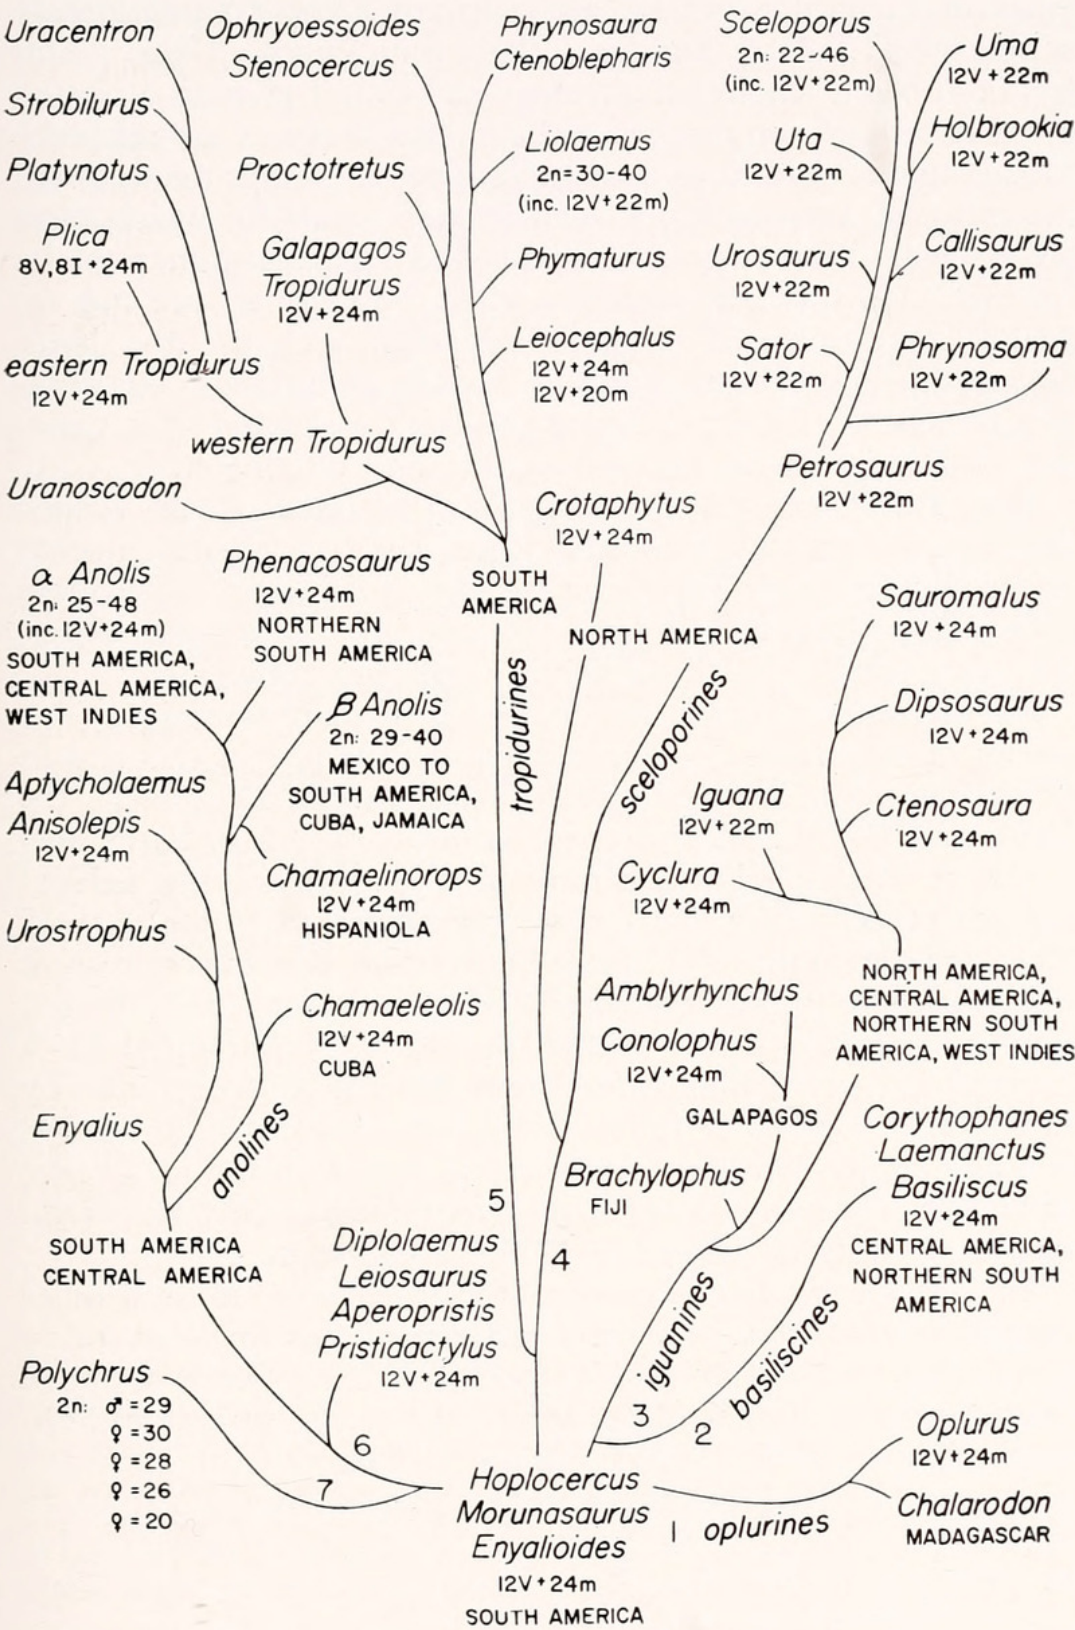 Uracentron
Strobilurus
Platynotus
Plica
8V,8I+24m
eastern Tropidurus
12V+24m
Ophryoessoides
Stenocercus
Proctotretus
Galapagos
Tropidurus
12V+24m
western Tropidurus
Uranoscodon
Phrynosaura
Ctenoblepharis
Liolaemus
2n=30-40
(inc. 12V+22m)
Phymaturus
Leiocephalus
12V+24m
12V+20m
SOUTH
AMERICA
Sceloporus
2n: 22-46
(inc. 12V+22m)
Uta
12V+22m
Urosaurus
12V+22m
Sator
12V+22m
Uma
12V+22m
Holbrookia
12V+22m
Callisaurus
12V+22m
Phrynosoma
12V+22m
Petrosaurus
12V+22m
Crotaphytus
12V+24m
NORTH AMERICA
tropidurines
sceloporines
α Anolis
2n: 25-48
(inc. 12V+24m)
SOUTH AMERICA,
CENTRAL AMERICA,
WEST INDIES
Phenacosaurus
12V+24m
NORTHERN
SOUTH AMERICA
β Anolis
2n: 29-40
MEXICO TO
SOUTH AMERICA,
CUBA, JAMAICA
Aptycholaemus
Anisolepis
12V+24m
Urostrophus
Chamaelinorops
12V+24m
HISPANIOLA
Chamaeleolis
12V+24m
CUBA
Enyalius
anolines
SOUTH AMERICA
CENTRAL AMERICA
Sauromalus
12V+24m
Dipsosaurus
12V+24m
Ctenosaura
12V+24m
Iguana
12V+22m
Cyclura
12V+24m
NORTH AMERICA,
CENTRAL AMERICA,
NORTHERN SOUTH
AMERICA, WEST INDIES
Amblyrhynchus
Conolophus
12V+24m
GALAPAGOS
Brachylophus
FIJI
Corythophanes
Laemanctus
Basiliscus
12V+24m
CENTRAL AMERICA,
NORTHERN SOUTH
AMERICA
5
4
Diplolaemus
Leiosaurus
Aperopristis
Pristidactylus
12V+24m
iguanines
3
basiliscines
2
Polychrus
2n: ♂ =29
♀ =30
♀ =28
♀ =26
♀ =20
6
7
Hoplocercus
Morunasaurus
Enyalioides
12V+24m
SOUTH AMERICA
1 oplurines
Oplurus
12V+24m
Chalarodon
MADAGASCAR